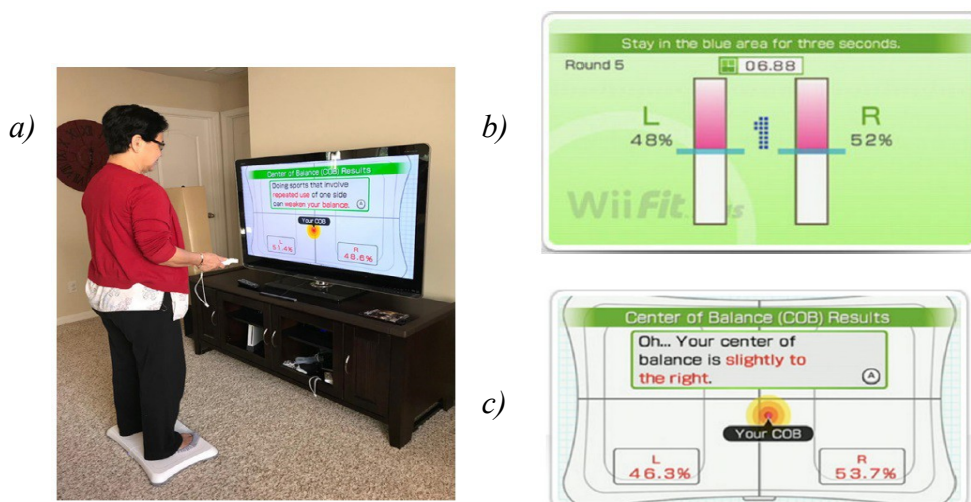 a)
Center of Balance (COB) Results
Doing sports that involve
repeated use of one side
can weaken your balance.
A
Your COB
L
51.4%
R
48.6%
b)
Stay in the blue area for three seconds.
Round 5
06.88
L
48%
1
R
52%
WiiFit Plus
c)
Center of Balance (COB) Results
Oh... Your center of
balance is slightly to
the right.
A
Your COB
L
46.3%
R
53.7%